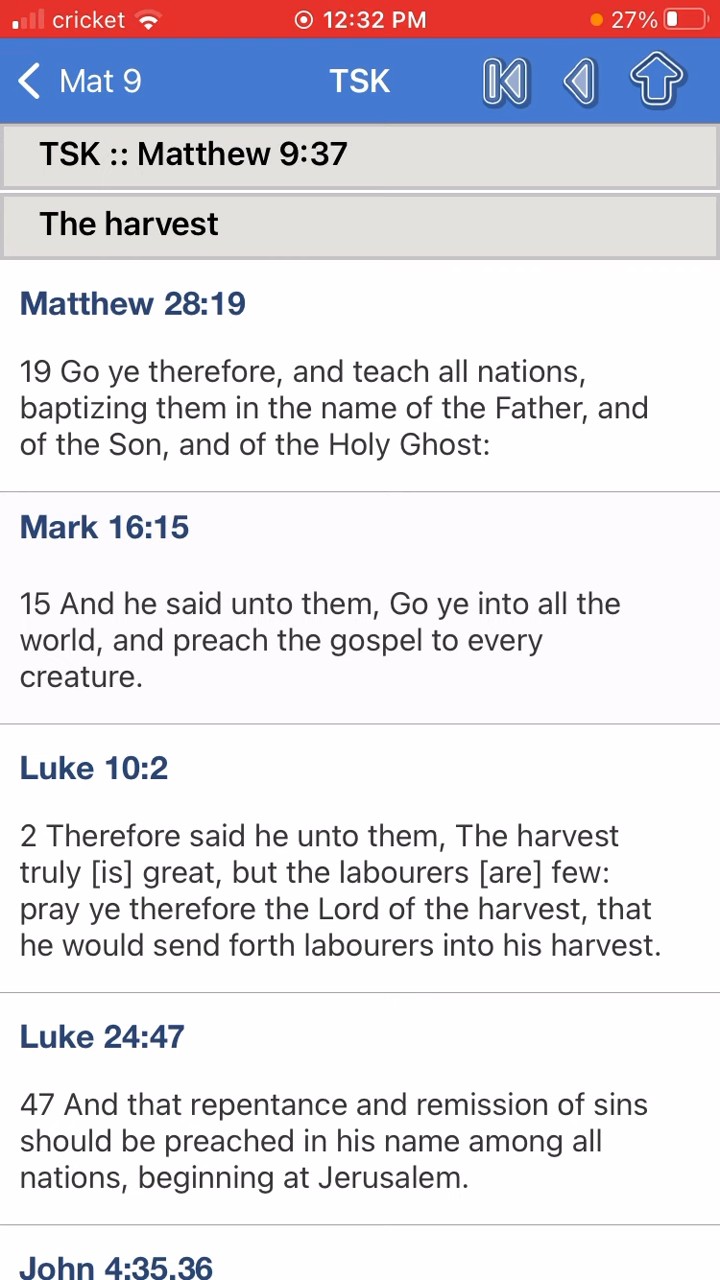 cricket 12:32 PM 27%
Mat 9 TSK
TSK :: Matthew 9:37
The harvest
Matthew 28:19
19 Go ye therefore, and teach all nations,
baptizing them in the name of the Father, and
of the Son, and of the Holy Ghost:
Mark 16:15
15 And he said unto them, Go ye into all the
world, and preach the gospel to every
creature.
Luke 10:2
2 Therefore said he unto them, The harvest
truly [is] great, but the labourers [are] few:
pray ye therefore the Lord of the harvest, that
he would send forth labourers into his harvest.
Luke 24:47
47 And that repentance and remission of sins
should be preached in his name among all
nations, beginning at Jerusalem.
John 4:35,36